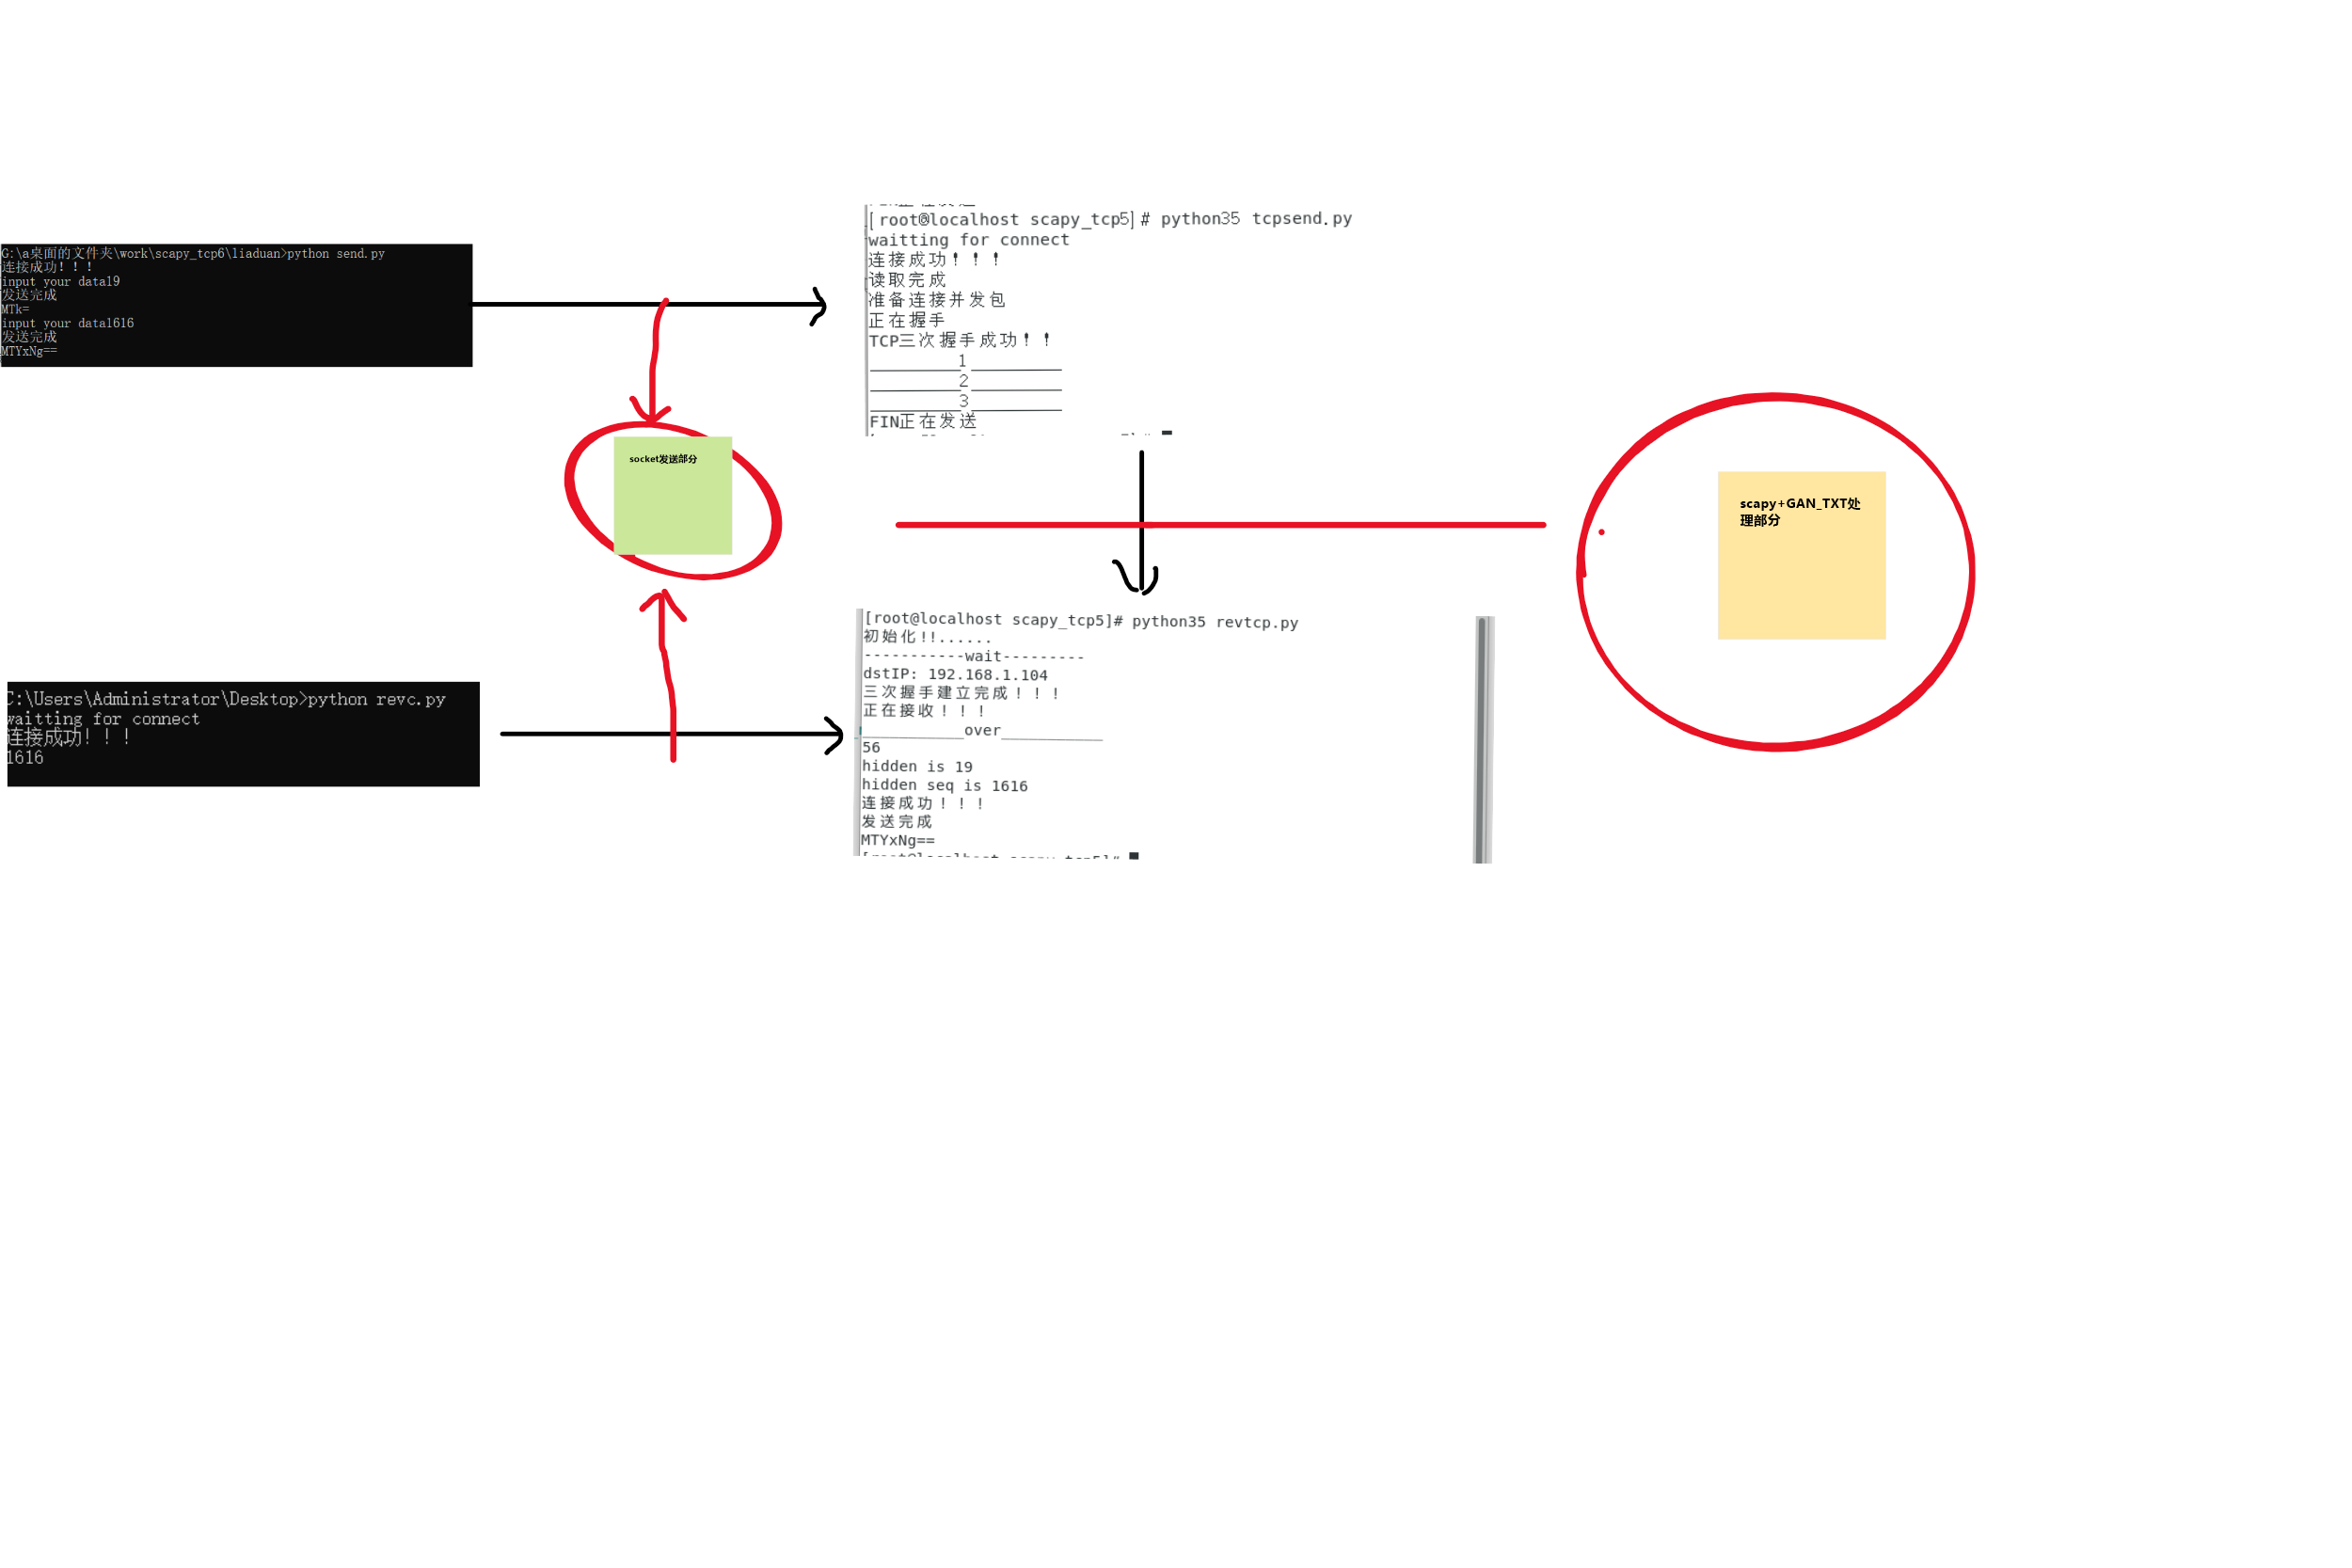 G:\a桌面的文件夹\work\scapy_tcp6\liaduan>python send.py
连接成功！！！
input your data19
发送完成
MTk=
input your data1616
发送完成
MTYxNg==
[root@localhost scapy_tcp5]# python35 tcpsend.py
waitting for connect
连接成功！！！
读取完成
准备连接并发包
正在握手
TCP三次握手成功！！
_________1_________
_________2_________
_________3_________
FIN正在发送
socket发送部分
scapy+GAN_TXT处
理部分
C:\Users\Administrator\Desktop>python revc.py
waitting for connect
连接成功！！！
1616
[root@localhost scapy_tcp5]# python35 revtcp.py
初始化!!......
-----------wait---------
dstIP: 192.168.1.104
三次握手建立完成！！！
正在接收！！！
___________over___________
56
hidden is 19
hidden seq is 1616
连接成功！！！
发送完成
MTYxNg==